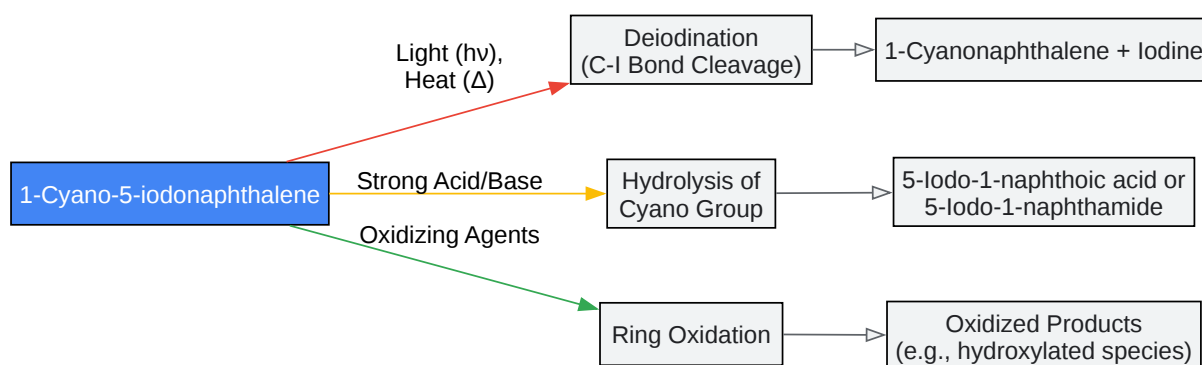 Light (hν),
Heat (Δ)
Deiodination
(C-I Bond Cleavage)
1-Cyanonaphthalene + Iodine
1-Cyano-5-iodonaphthalene
Strong Acid/Base
Hydrolysis of
Cyano Group
5-Iodo-1-naphthoic acid or
5-Iodo-1-naphthamide
Oxidizing Agents
Ring Oxidation
Oxidized Products
(e.g., hydroxylated species)